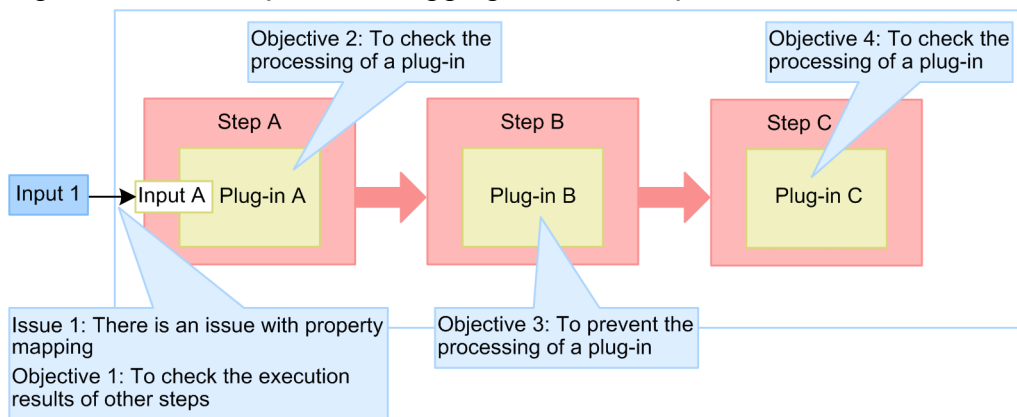 Objective 2: To check the
processing of a plug-in
Objective 4: To check the
processing of a plug-in
Step A
Step B
Step C
Input 1
Input A
Plug-in A
Plug-in B
Plug-in C
Issue 1: There is an issue with property
mapping
Objective 1: To check the execution
results of other steps
Objective 3: To prevent the
processing of a plug-in